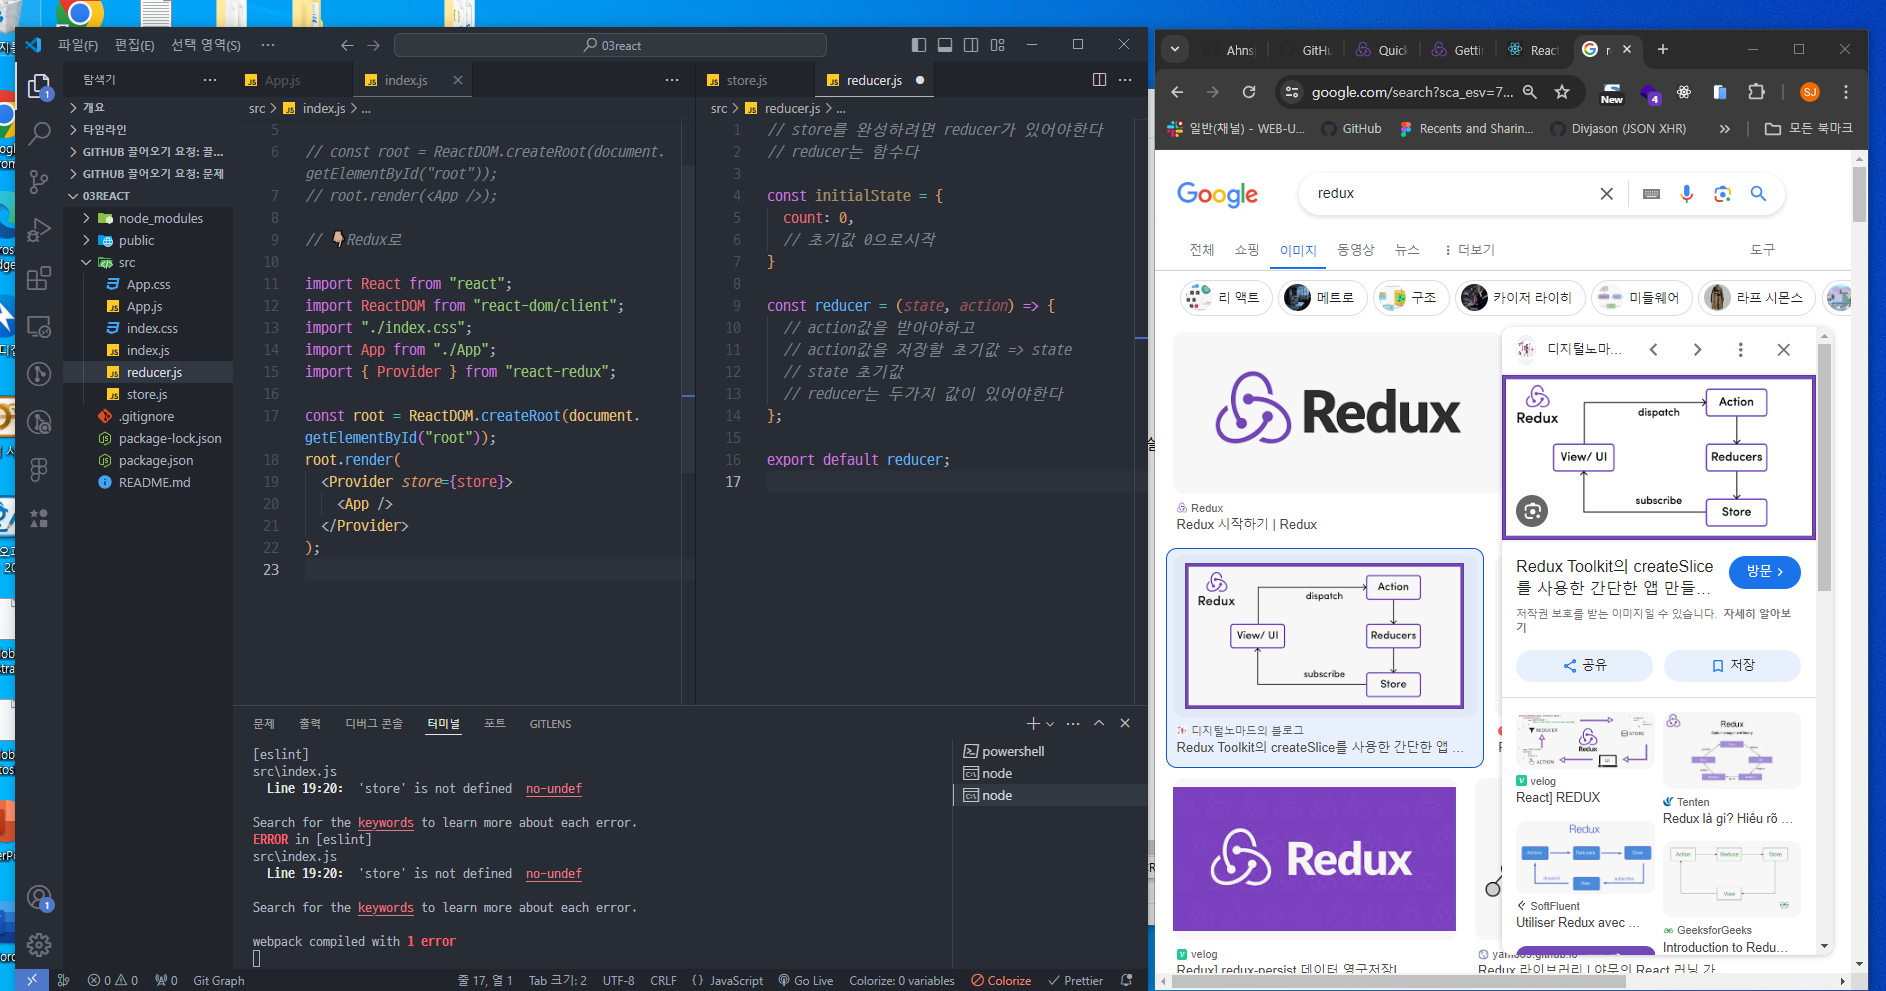 파일(F) 편집(E) 선택 영역(S) ···
03react
탐색기
개요
타임라인
GITHUB 끌어오기 요청: 끌...
GITHUB 끌어오기 요청: 문제
03REACT
node_modules
public
src
App.css
App.js
index.css
index.js
reducer.js
store.js
.gitignore
package-lock.json
package.json
README.md
App.js
index.js
src > index.js > ...
5
6 // const root = ReactDOM.createRoot(document.
getElementById("root"));
7 // root.render(<App />);
8
9 // 👇🏼Redux로
10
11 import React from "react";
12 import ReactDOM from "react-dom/client";
13 import "./index.css";
14 import App from "./App";
15 import { Provider } from "react-redux";
16
17 const root = ReactDOM.createRoot(document.
getElementById("root"));
18 root.render(
19 <Provider store={store}>
20 <App />
21 </Provider>
22 );
23
store.js
reducer.js
src > reducer.js > ...
1 // store를 완성하려면 reducer가 있어야한다
2 // reducer는 함수다
3
4 const initialState = {
5 count: 0,
6 // 초기값 0으로시작
7 }
8
9 const reducer = (state, action) => {
10 // action값을 받아야하고
11 // action값을 저장할 초기값 => state
12 // state 초기값
13 // reducer는 두가지 값이 있어야한다
14 };
15
16 export default reducer;
17
문제 출력 디버그 콘솔 터미널 포트 GITLENS
[eslint]
src\index.js
Line 19:20: 'store' is not defined no-undef
Search for the keywords to learn more about each error.
ERROR in [eslint]
src\index.js
Line 19:20: 'store' is not defined no-undef
Search for the keywords to learn more about each error.
webpack compiled with 1 error
powershell
node
node
0 0 0 Git Graph
줄 17, 열 1 Tab 크기: 2 UTF-8 CRLF {} JavaScript Go Live Colorize: 0 variables Colorize Prettier
Ahns GitHu Quick Gettin React r
google.com/search?sca_esv=7...
New
4
SJ
일반(채널) - WEB-U... GitHub Recents and Sharin... Divjason (JSON XHR) 모든 북마크
Google
redux
전체 쇼핑 이미지 동영상 뉴스 더보기 도구
리 액트 메트로 구조 카이저 라이히 미들웨어 라프 시몬스
Redux
Redux
Redux 시작하기 | Redux
Redux
dispatch
Action
View/ UI
Reducers
subscribe
Store
디지털노마드의 블로그
Redux Toolkit의 createSlice를 사용한 간단한 앱 ...
Redux
velog
Redux] redux-persist 데이터 영구저장!
디지털노마...
Redux
dispatch
Action
View/ UI
Reducers
subscribe
Store
Redux Toolkit의 createSlice
를 사용한 간단한 앱 만들...
방문
저작권 보호를 받는 이미지일 수 있습니다. 자세히 알아보
기
공유
저장
REDUCER
STORE
Redux
ACTION
velog
React] REDUX
Redux
Tenten
Redux là gì? Hiểu rõ ...
Redux
SoftFluent
Utiliser Redux avec ...
Action
Reduce
Store
View
GeeksforGeeks
Introduction to Redu...
Redux 라이브러리 | 야무의 React 러닝 가